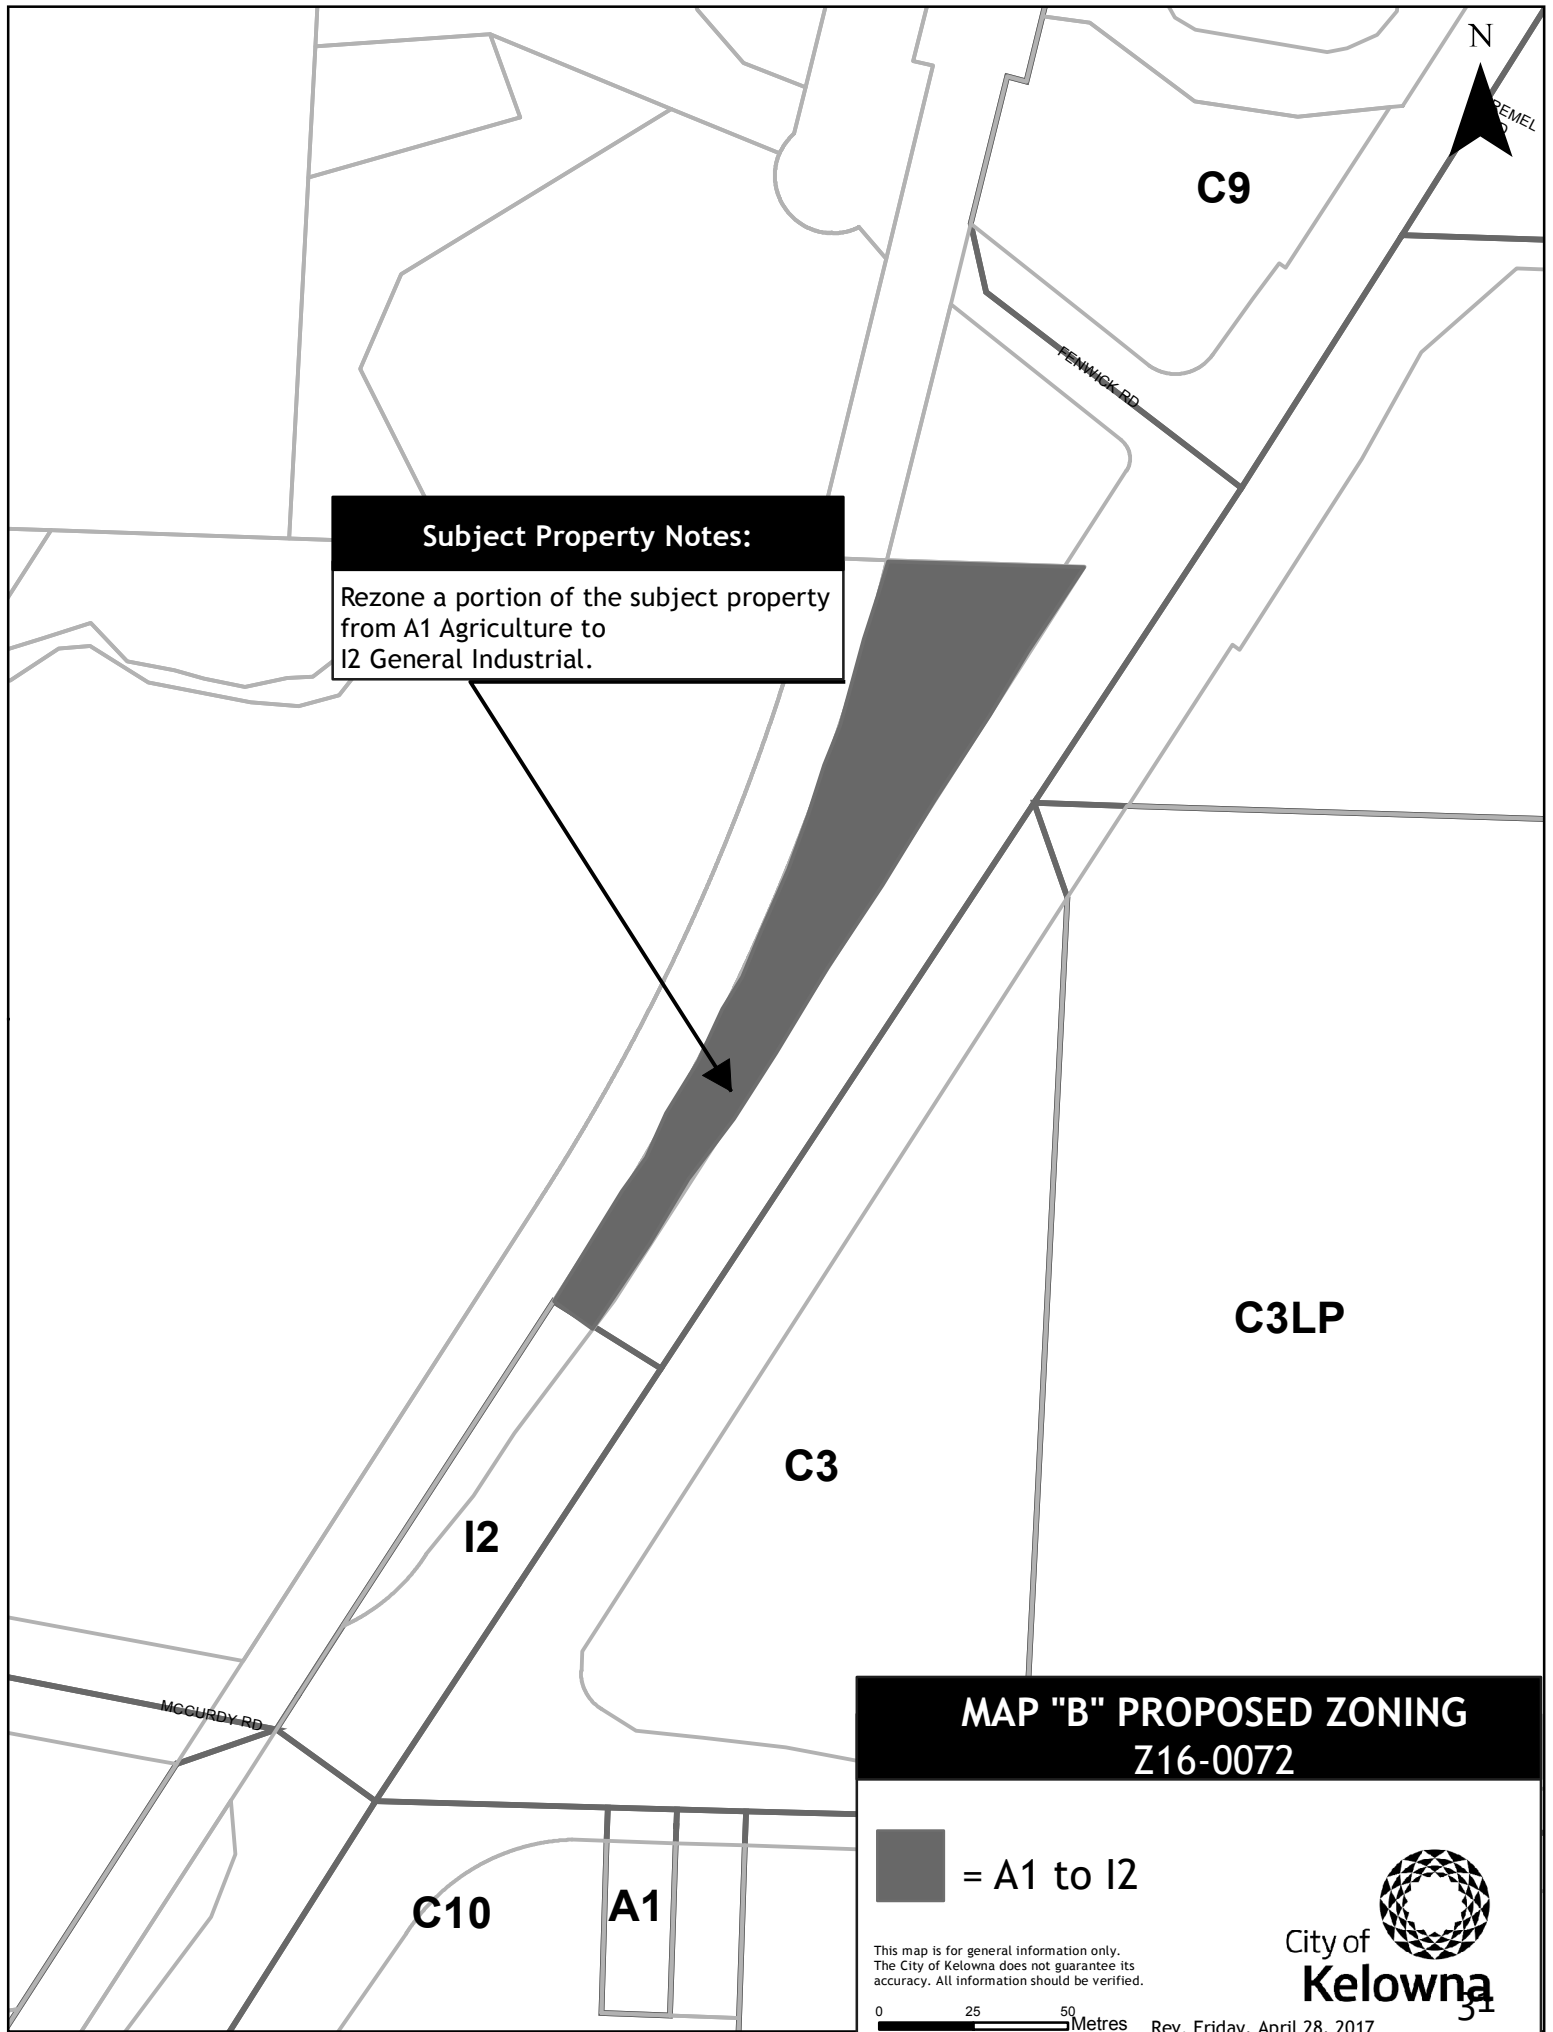 N
REMEL
C9
FENWICK RD
Subject Property Notes:
Rezone a portion of the subject property
from A1 Agriculture to
I2 General Industrial.
C3LP
C3
I2
MCCURDY RD
MAP "B" PROPOSED ZONING
Z16-0072
= A1 to I2
C10
A1
This map is for general information only.
The City of Kelowna does not guarantee its
accuracy. All information should be verified.
City of
Kelowna
31
0 25 50
Metres
Rev. Friday, April 28, 2017